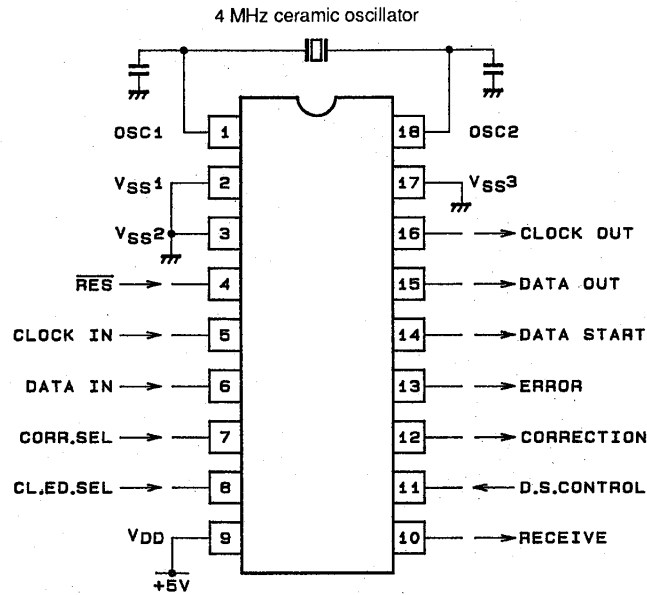 4 MHz ceramic oscillator
OSC1 1 18 OSC2
VSS1 2 17 VSS3
VSS2 3 16 CLOCK OUT
RES 4 15 DATA OUT
CLOCK IN 5 14 DATA START
DATA IN 6 13 ERROR
CORR.SEL 7 12 CORRECTION
CL.ED.SEL 8 11 D.S.CONTROL
VDD 9 10 RECEIVE
+5V